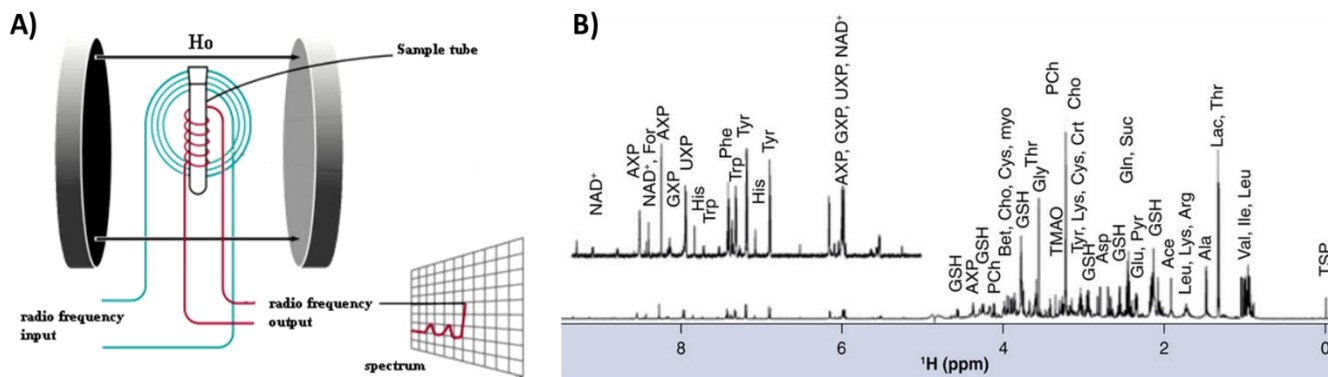 A)
Ho
Sample tube
radio frequency
input
radio frequency
output
spectrum
B)
NAD⁺
AXP
NAD⁺, For
AXP
GXP
UXP
His
Trp
Phe
Trp
Tyr
His
Tyr
AXP, GXP, UXP, NAD⁺
GSH
AXP
GSH
PCh
Bet, Cho, Cys, myo
GSH
Gly
Thr
TMAO
PCh
Tyr, Lys, Cys, Crt
Cho
GSH
Asp
GSH
Gln, Suc
Glu, Pyr
GSH
Ace
Leu, Lys, Arg
Ala
Lac, Thr
Val, Ile, Leu
TSP
8 6 4 2 0
¹H (ppm)